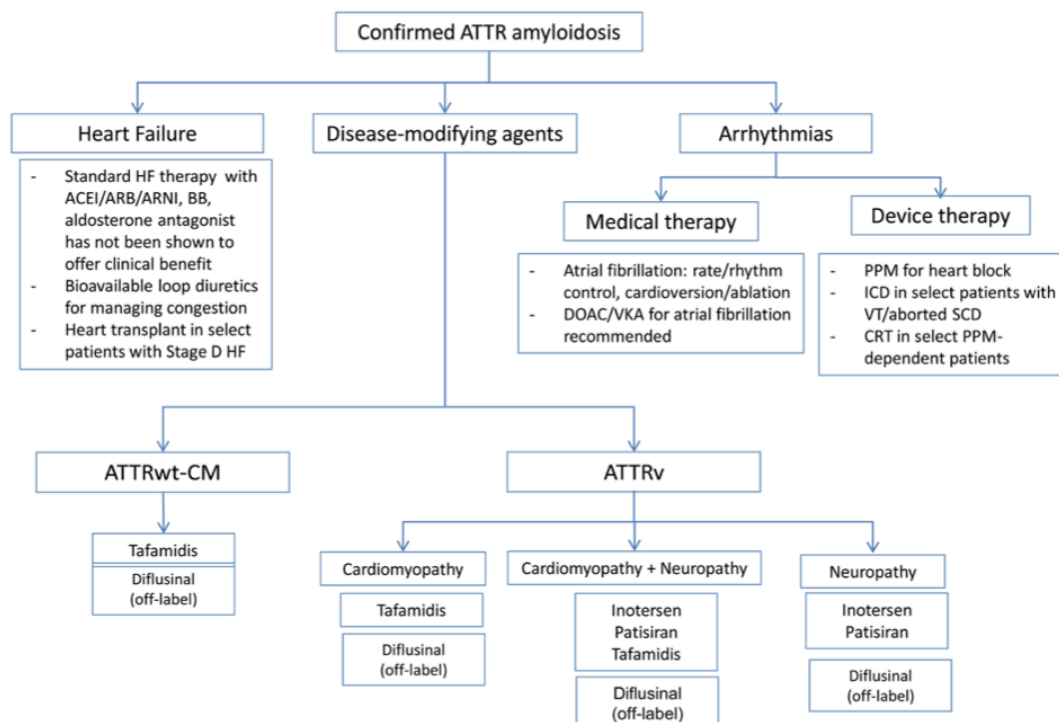 Confirmed ATTR amyloidosis
Heart Failure
Disease-modifying agents
Arrhythmias
- Standard HF therapy with
ACEI/ARB/ARNI, BB,
aldosterone antagonist
has not been shown to
offer clinical benefit
- Bioavailable loop diuretics
for managing congestion
- Heart transplant in select
patients with Stage D HF
Medical therapy
Device therapy
- Atrial fibrillation: rate/rhythm
control, cardioversion/ablation
- DOAC/VKA for atrial fibrillation
recommended
- PPM for heart block
- ICD in select patients with
VT/aborted SCD
- CRT in select PPM-
dependent patients
ATTRwt-CM
ATTRv
Tafamidis
Diflusinal
(off-label)
Cardiomyopathy
Cardiomyopathy + Neuropathy
Neuropathy
Tafamidis
Diflusinal
(off-label)
Inotersen
Patisiran
Tafamidis
Diflusinal
(off-label)
Inotersen
Patisiran
Diflusinal
(off-label)